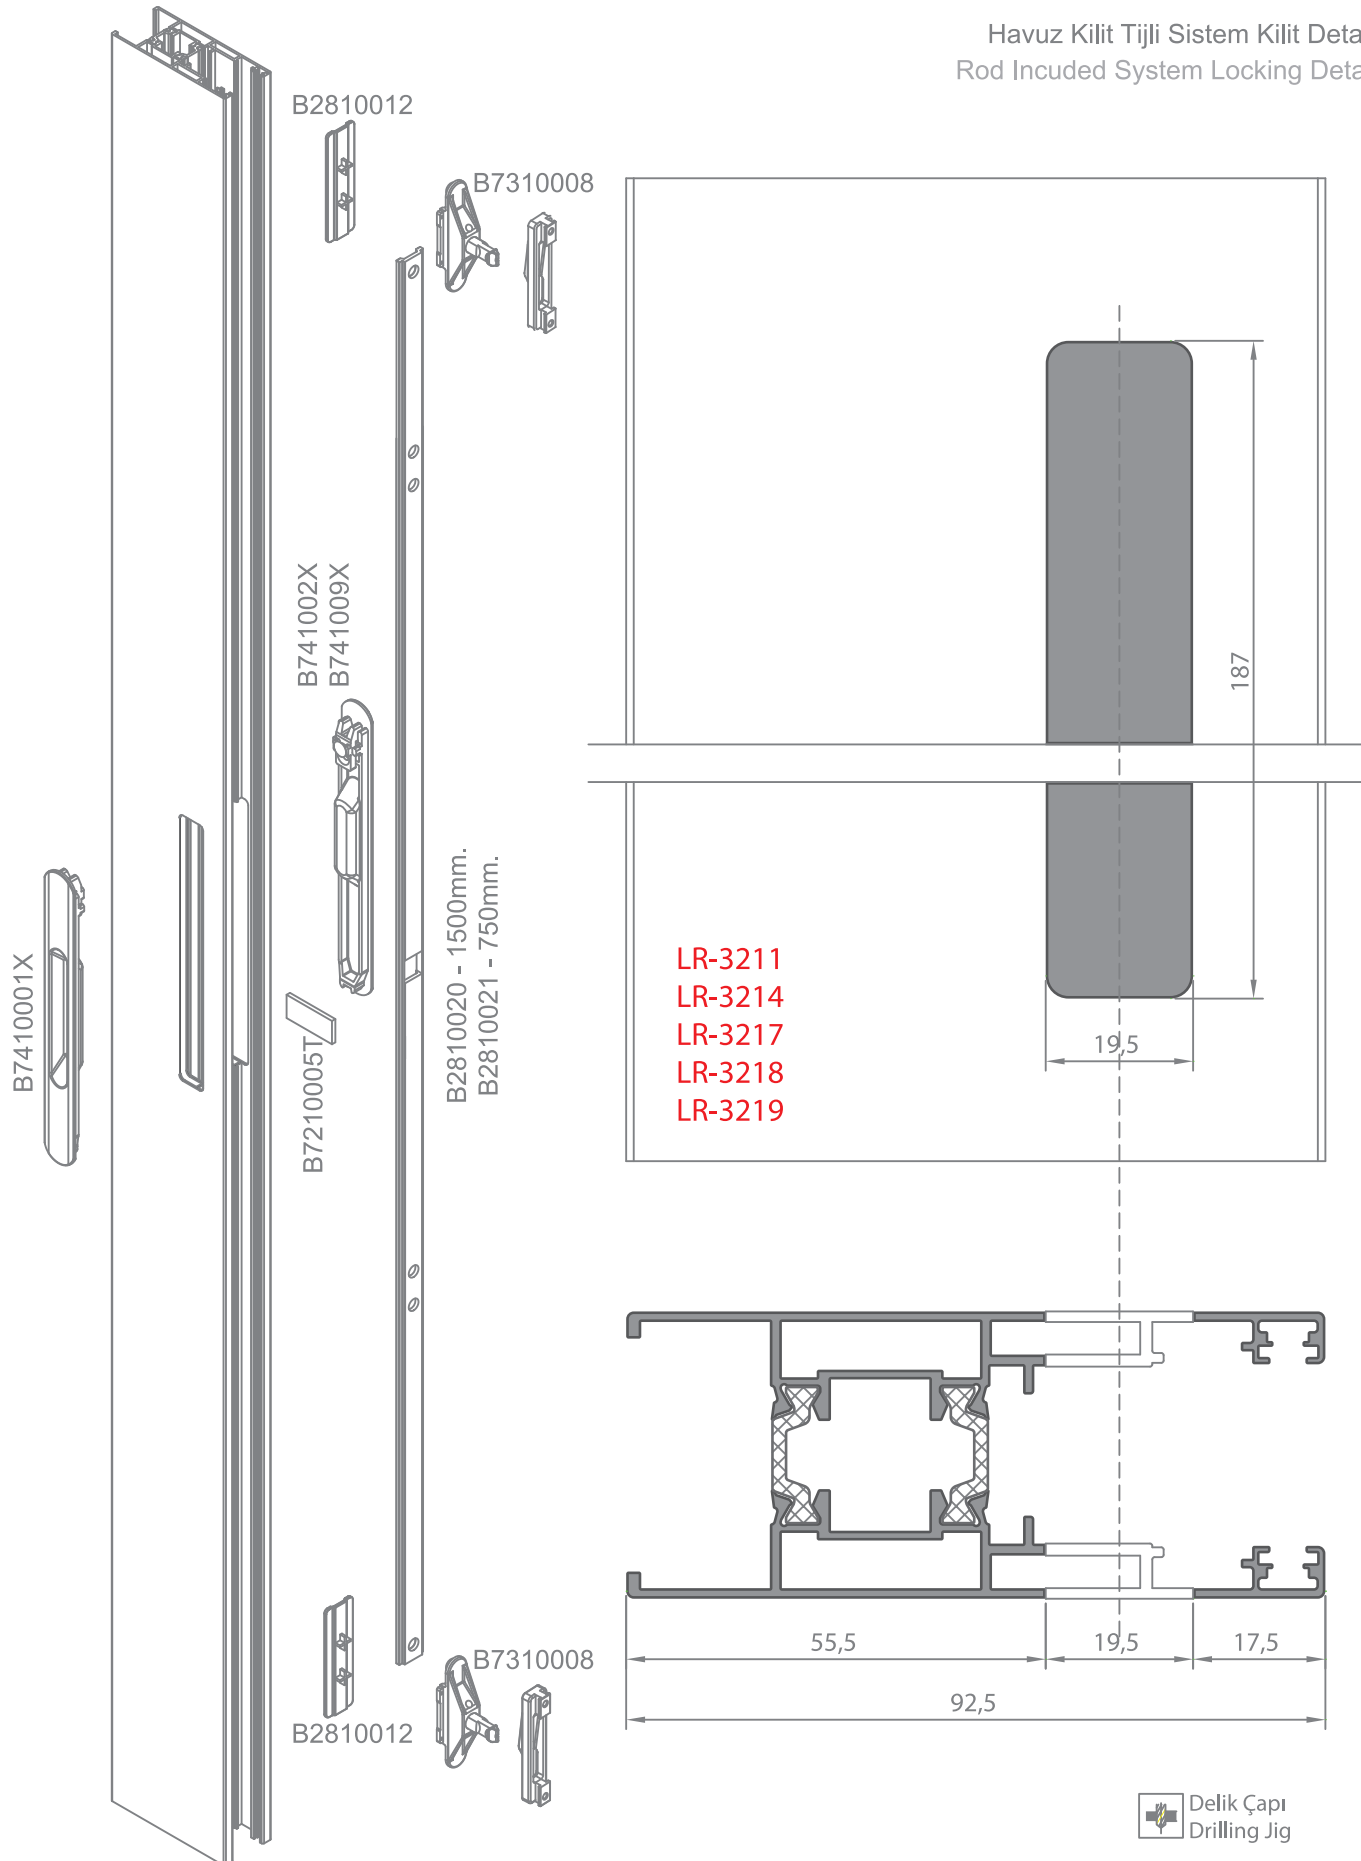 Havuz Kilit Tijli Sistem Kilit Deta
Rod Incuded System Locking Deta
B2810012
B7310008
B741002X
B741009X
187
B2810020 - 1500mm.
B2810021 - 750mm.
B7410001X
B7210005T
LR-3211
LR-3214
LR-3217
LR-3218
LR-3219
19,5
55,5
19,5
17,5
92,5
B7310008
B2810012
Delik Çapı
Drilling Jig